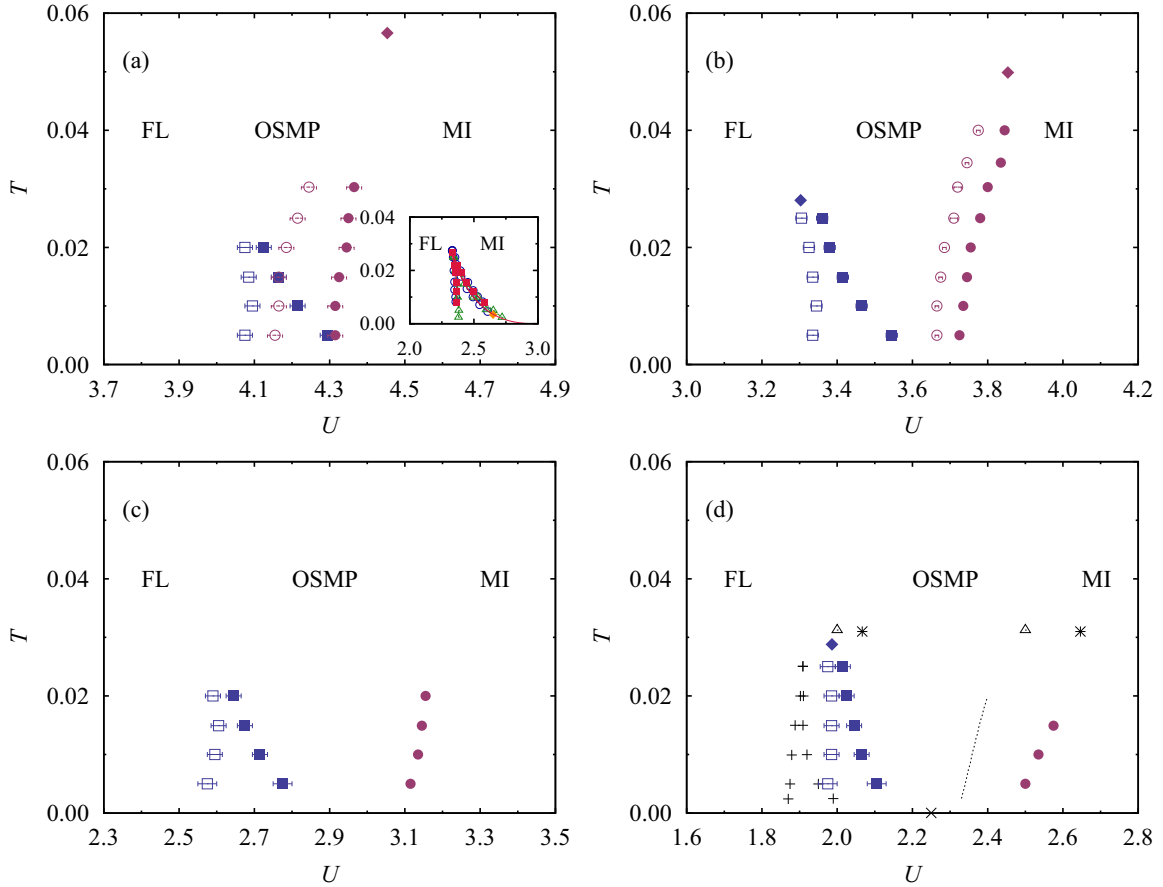 0.06
(a)
FL OSMP MI
0.04
T
0.02
0.00
3.7 3.9 4.1 4.3 4.5 4.7 4.9
U
0.04
FL MI
0.02
0.00
2.0 2.5 3.0
0.06
(b)
FL OSMP MI
0.04
T
0.02
0.00
3.0 3.2 3.4 3.6 3.8 4.0 4.2
U
0.06
(c)
FL OSMP MI
0.04
T
0.02
0.00
2.3 2.5 2.7 2.9 3.1 3.3 3.5
U
0.06
(d)
FL OSMP MI
0.04
T
0.02
0.00
1.6 1.8 2.0 2.2 2.4 2.6 2.8
U